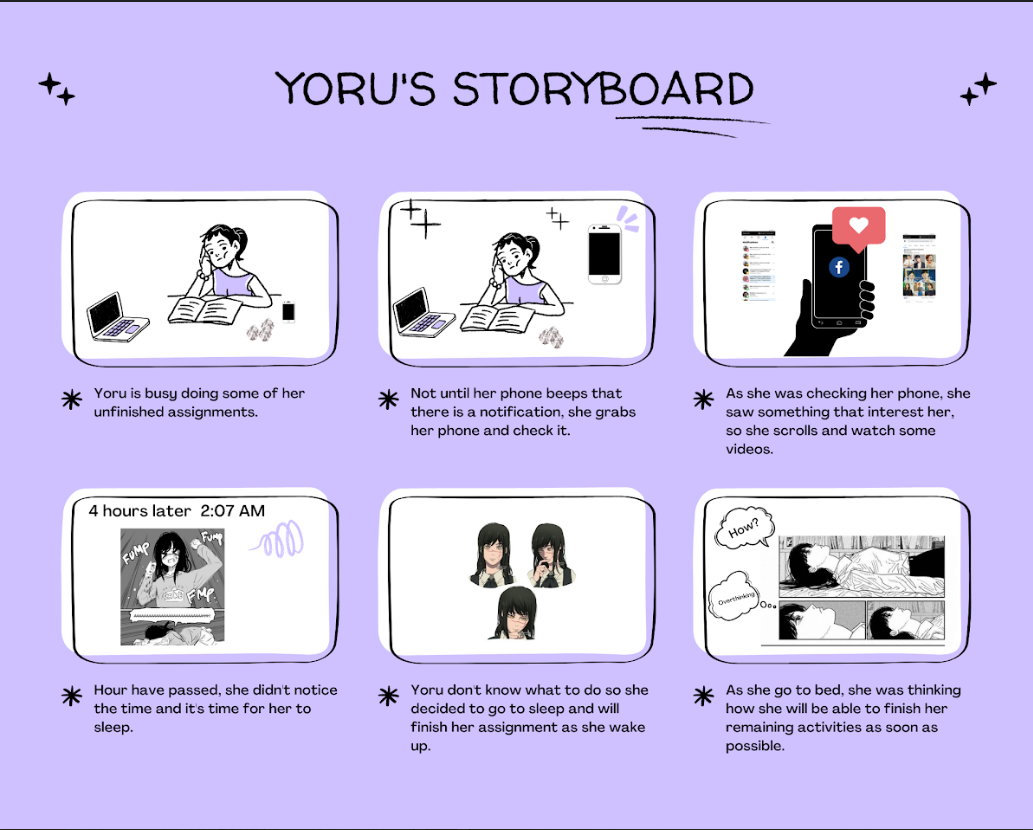 YORU'S STORYBOARD
Yoru is busy doing some of her
unfinished assignments.
Not until her phone beeps that
there is a notification, she grabs
her phone and check it.
As she was checking her phone, she
saw something that interest her,
so she scrolls and watch some
videos.
4 hours later 2:07 AM
FUMP
FUMP
FMP
Hour have passed, she didn't notice
the time and it's time for her to
sleep.
Yoru don't know what to do so she
decided to go to sleep and will
finish her assignment as she wake
up.
How?
Overthinking
As she go to bed, she was thinking
how she will be able to finish her
remaining activities as soon as
possible.